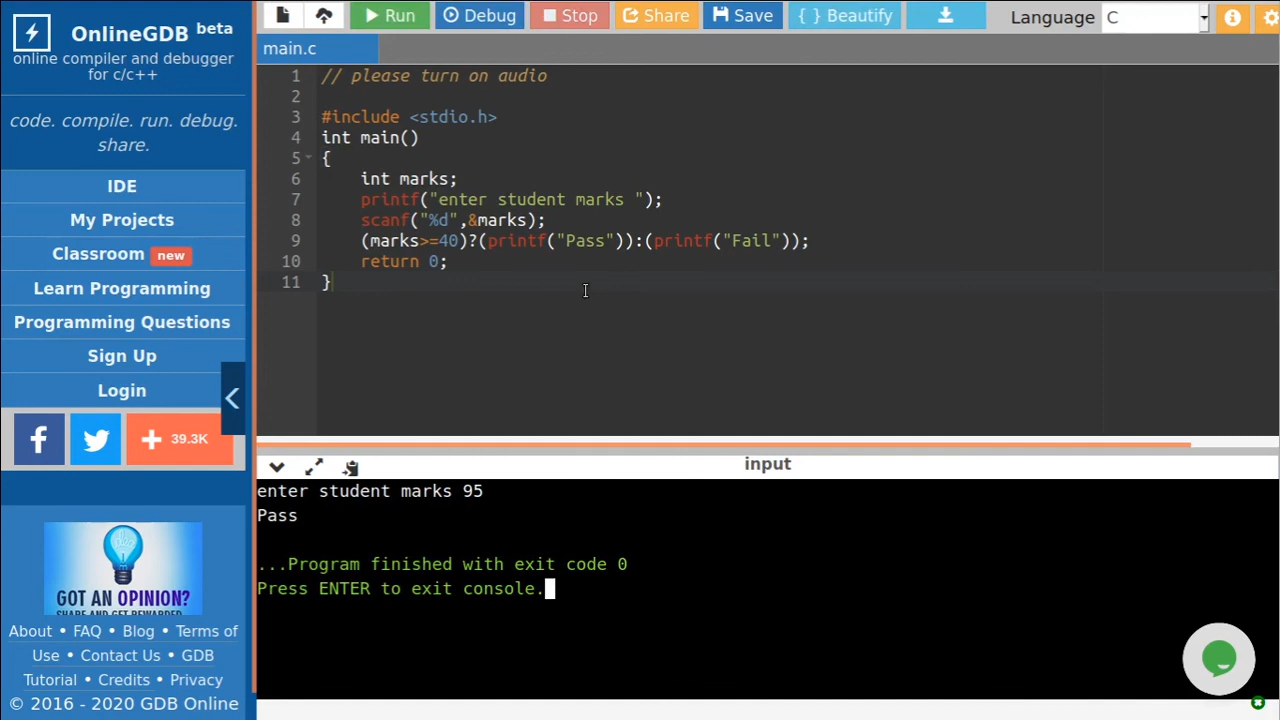 OnlineGDB beta
online compiler and debugger
for c/c++
code. compile. run. debug.
share.
IDE
My Projects
Classroom new
Learn Programming
Programming Questions
Sign Up
Login
39.3K
GOT AN OPINION?
SHARE AND GET REWARDED
About • FAQ • Blog • Terms of
Use • Contact Us • GDB
Tutorial • Credits • Privacy
© 2016 - 2020 GDB Online
Run Debug Stop Share Save { } Beautify Language C
main.c
1 // please turn on audio
2
3 #include <stdio.h>
4 int main()
5 {
6 int marks;
7 printf("enter student marks ");
8 scanf("%d",&marks);
9 (marks>=40)?(printf("Pass")):(printf("Fail"));
10 return 0;
11 }
input
enter student marks 95
Pass
...Program finished with exit code 0
Press ENTER to exit console.